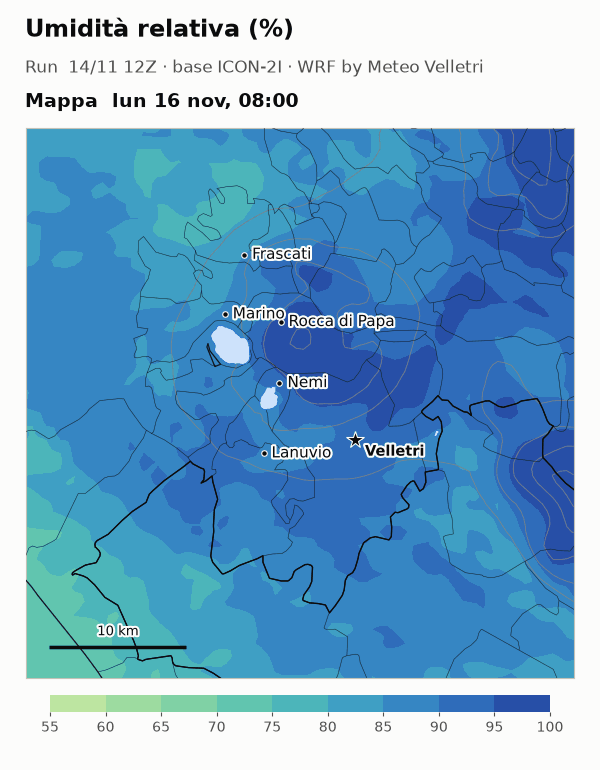 Umidità relativa (%)
Run  14/11 12Z · base ICON-2I · WRF by Meteo Velletri
Mappa  lun 16 nov, 08:00
Frascati
Marino
Rocca di Papa
Nemi
Velletri
Lanuvio
10 km
55 60 65 70 75 80 85 90 95 100